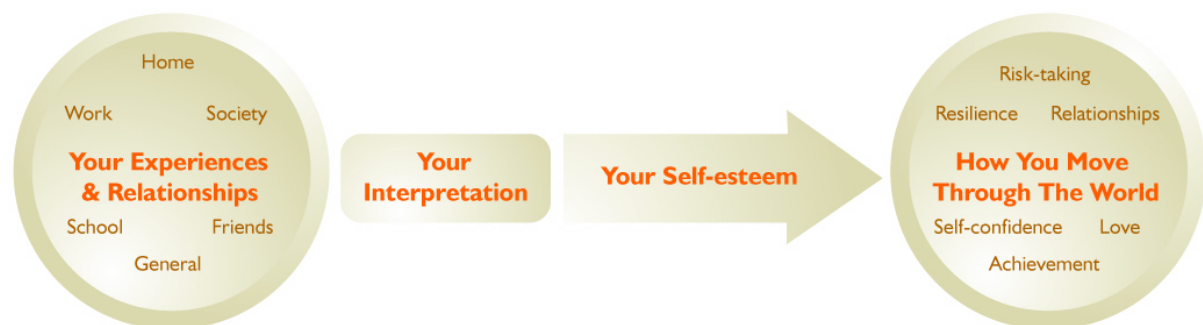 Home
Work
Society
Your Experiences
& Relationships
School
Friends
General
Your
Interpretation
Your Self-esteem
Risk-taking
Resilience
Relationships
How You Move
Through The World
Self-confidence
Love
Achievement